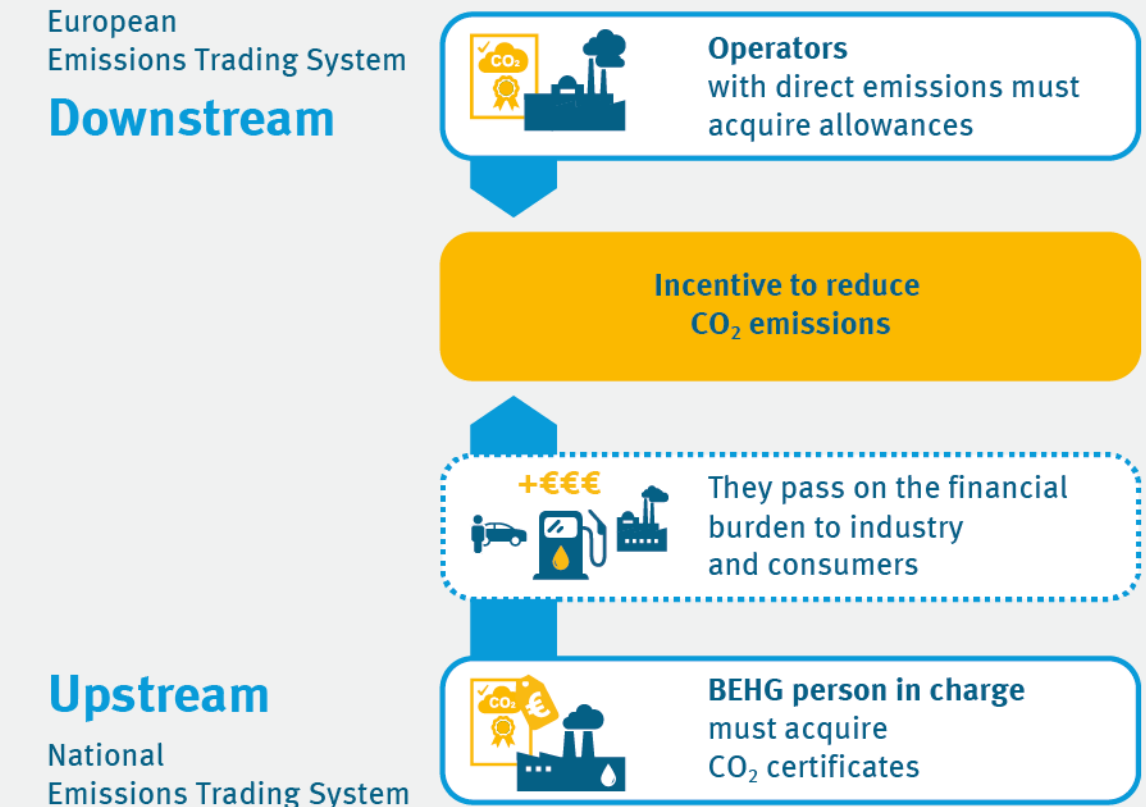 European
Emissions Trading System
Downstream
CO₂
Operators
with direct emissions must
acquire allowances
Incentive to reduce
CO₂ emissions
+€€€
They pass on the financial
burden to industry
and consumers
Upstream
National
Emissions Trading System
CO₂
€
BEHG person in charge
must acquire
CO₂ certificates